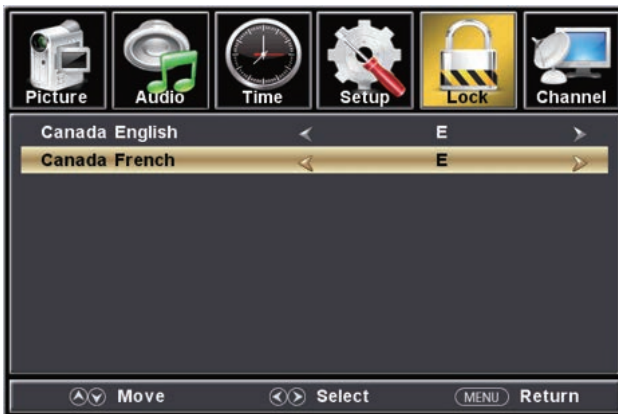 Picture Audio Time Setup Lock Channel
Canada English E
Canada French E
Move Select MENU Return